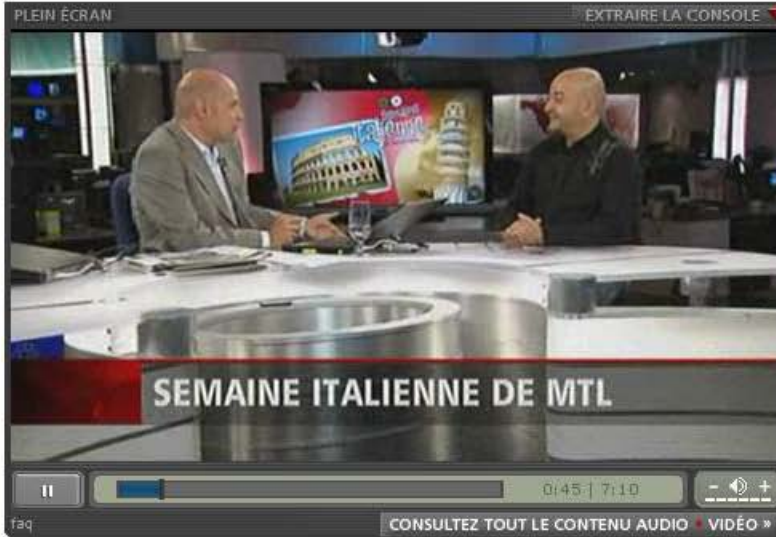 PLEIN ÉCRAN
EXTRAIRE LA CONSOLE
SEMAINE ITALIENNE DE MTL
0:45 | 7:10
- +
faq
CONSULTEZ TOUT LE CONTENU AUDIO • VIDÉO »